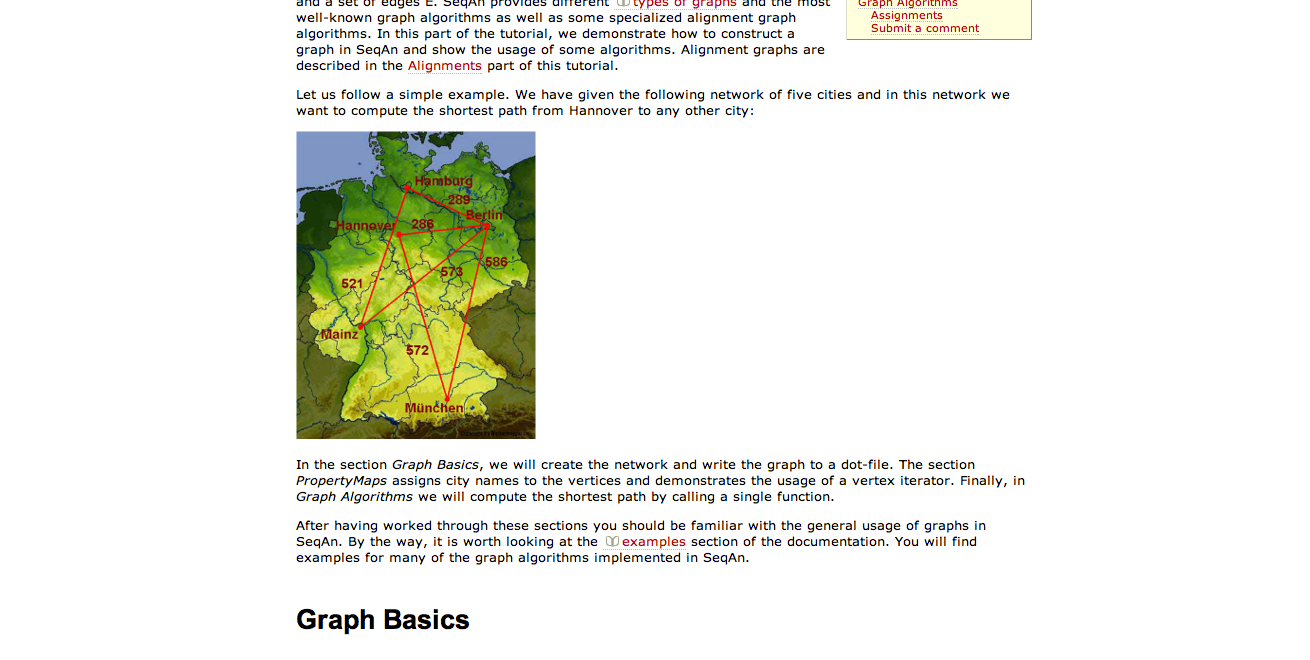 and a set of edges E. SeqAn provides different types of graphs and the most
well-known graph algorithms as well as some specialized alignment graph
algorithms. In this part of the tutorial, we demonstrate how to construct a
graph in SeqAn and show the usage of some algorithms. Alignment graphs are
described in the Alignments part of this tutorial.
Graph Algorithms
Assignments
Submit a comment
Let us follow a simple example. We have given the following network of five cities and in this network we
want to compute the shortest path from Hannover to any other city:
Hamburg
289
Berlin
Hannover 286
586
573
521
Mainz
572
München
In the section Graph Basics, we will create the network and write the graph to a dot-file. The section
PropertyMaps assigns city names to the vertices and demonstrates the usage of a vertex iterator. Finally, in
Graph Algorithms we will compute the shortest path by calling a single function.
After having worked through these sections you should be familiar with the general usage of graphs in
SeqAn. By the way, it is worth looking at the examples section of the documentation. You will find
examples for many of the graph algorithms implemented in SeqAn.
Graph Basics